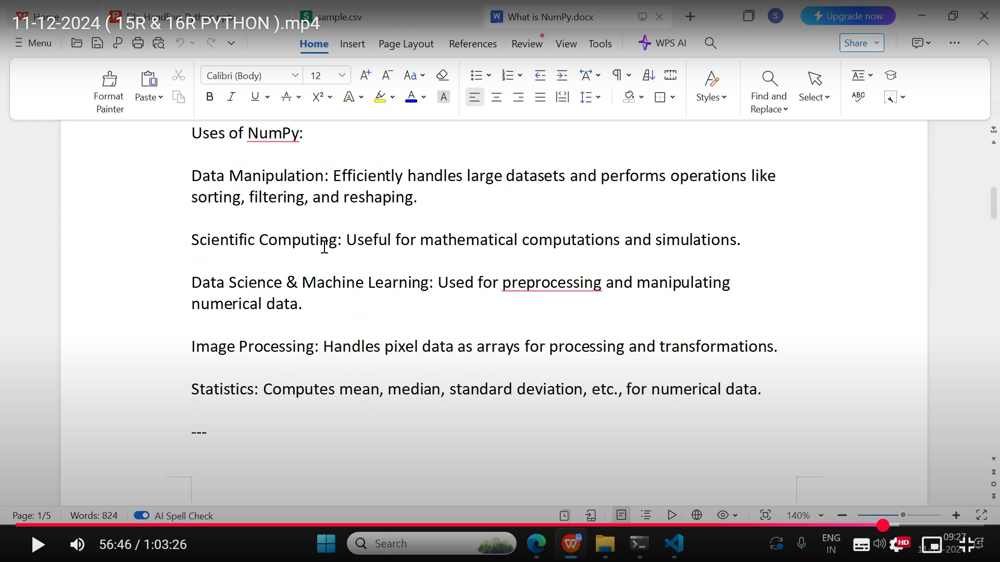 Home
File Handling Python.pptx
sample.csv
What is NumPy.docx
S
Upgrade now
11-12-2024 ( 15R & 16R PYTHON ).mp4
Menu
Home
Insert
Page Layout
References
Review
View
Tools
WPS AI
Share
Format
Painter
Paste
Calibri (Body)
12
Styles
Find and
Replace
Select
Uses of NumPy:
Data Manipulation: Efficiently handles large datasets and performs operations like
sorting, filtering, and reshaping.
Scientific Computing: Useful for mathematical computations and simulations.
Data Science & Machine Learning: Used for preprocessing and manipulating
numerical data.
Image Processing: Handles pixel data as arrays for processing and transformations.
Statistics: Computes mean, median, standard deviation, etc., for numerical data.
---
Page: 1/5
Words: 824
AI Spell Check
140%
56:46 / 1:03:26
Search
ENG
IN
HD
09:27